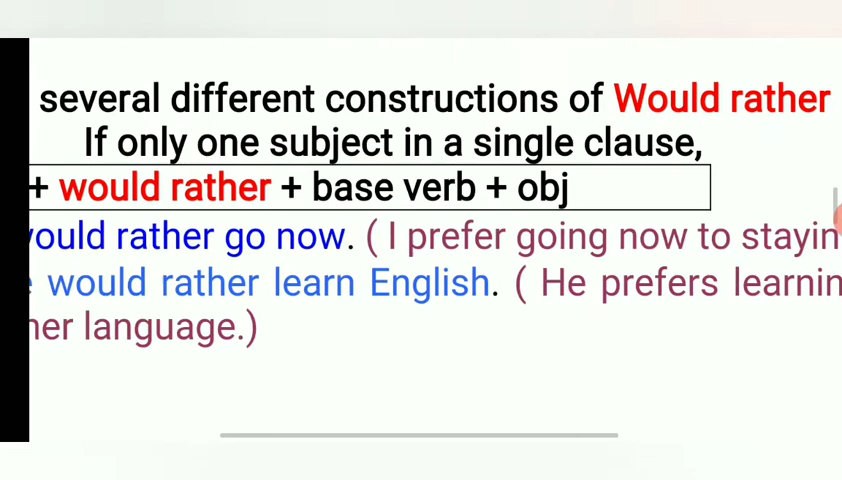 several different constructions of Would rather
If only one subject in a single clause,
+ would rather + base verb + obj
would rather go now. ( I prefer going now to stayin
e would rather learn English. ( He prefers learnin
her language.)